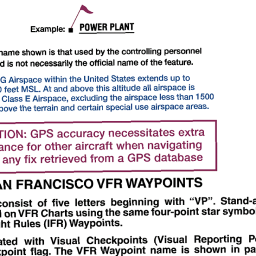 Example: POWER PLANT
name shown is that used by the controlling personnel
d is not necessarily the official name of the feature.
G Airspace within the United States extends up to
0 feet MSL. At and above this altitude all airspace is
Class E Airspace, excluding the airspace less than 1500
bove the terrain and certain special use airspace areas.
TION: GPS accuracy necessitates extra
ance for other aircraft when navigating
any fix retrieved from a GPS database
AN FRANCISCO VFR WAYPOINTS
consist of five letters beginning with "VP". Stand-a
d on VFR Charts using the same four-point star symbo
ht Rules (IFR) Waypoints.
ated with Visual Checkpoints (Visual Reporting P
kpoint flag. The VFR Waypoint name is shown in pa